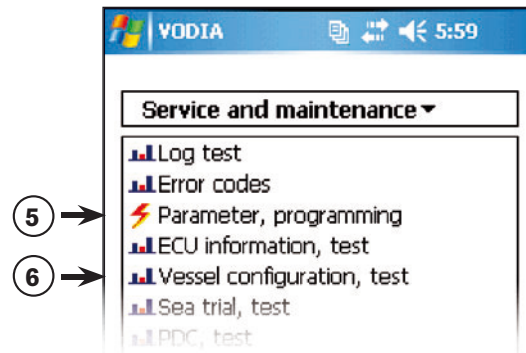 VODIA 5:59
Service and maintenance
Log test
Error codes
5 Parameter, programming
ECU information, test
6 Vessel configuration, test
Sea trial, test
PDC, test